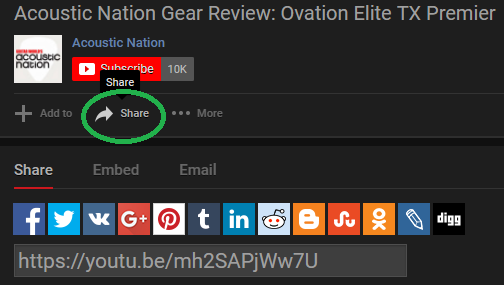 Acoustic Nation Gear Review: Ovation Elite TX Premier
acoustic
nation
Acoustic Nation
Subscribe 10K
Share
Add to Share More
Share Embed Email
f G+ t in digg
https://youtu.be/mh2SAPjWw7U